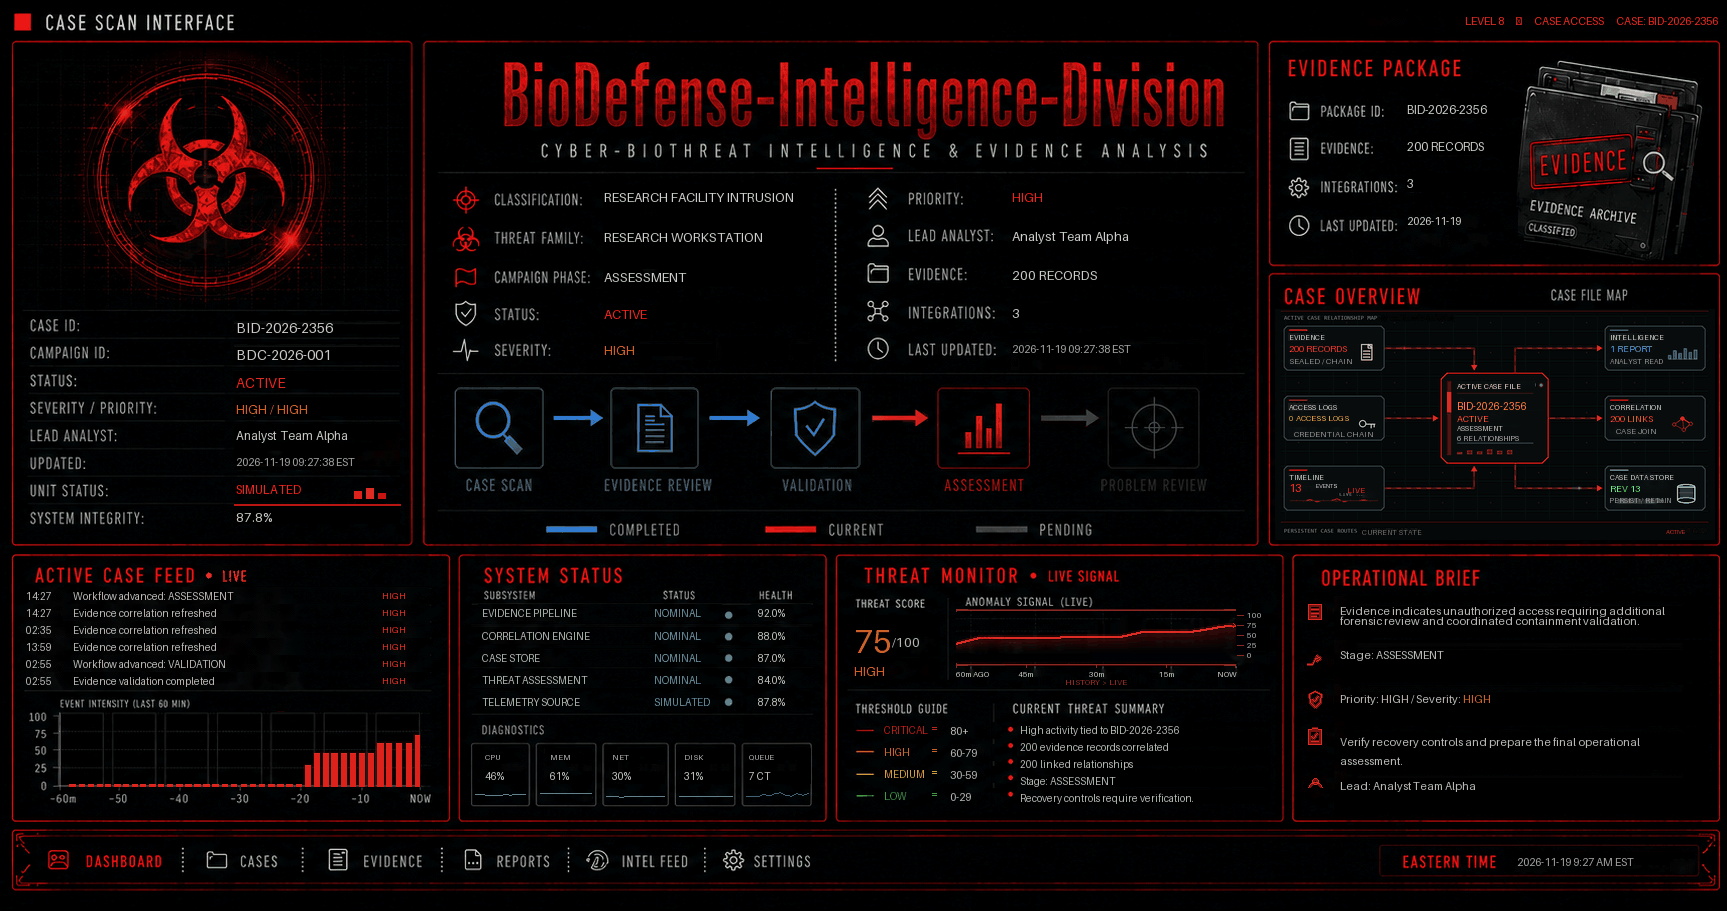 CASE SCAN INTERFACE
LEVEL 8 CASE ACCESS CASE: BID-2026-2356
CASE ID: BID-2026-2356
CAMPAIGN ID: BDC-2026-001
STATUS: ACTIVE
SEVERITY / PRIORITY: HIGH / HIGH
LEAD ANALYST: Analyst Team Alpha
UPDATED: 2026-11-19 09:27:38 EST
UNIT STATUS: SIMULATED
SYSTEM INTEGRITY: 87.8%
BioDefense-Intelligence-Division
CYBER-BIOTHREAT INTELLIGENCE & EVIDENCE ANALYSIS
CLASSIFICATION: RESEARCH FACILITY INTRUSION
THREAT FAMILY: RESEARCH WORKSTATION
CAMPAIGN PHASE: ASSESSMENT
STATUS: ACTIVE
SEVERITY: HIGH
PRIORITY: HIGH
LEAD ANALYST: Analyst Team Alpha
EVIDENCE: 200 RECORDS
INTEGRATIONS: 3
LAST UPDATED: 2026-11-19 09:27:38 EST
CASE SCAN
EVIDENCE REVIEW
VALIDATION
ASSESSMENT
PROBLEM REVIEW
COMPLETED
CURRENT
PENDING
EVIDENCE PACKAGE
PACKAGE ID: BID-2026-2356
EVIDENCE: 200 RECORDS
INTEGRATIONS: 3
LAST UPDATED: 2026-11-19
EVIDENCE
EVIDENCE ARCHIVE
CLASSIFIED
CASE OVERVIEW
CASE FILE MAP
ACTIVE CASE RELATIONSHIP MAP
EVIDENCE
200 RECORDS
SEALED / CHAIN
ACCESS LOGS
0 ACCESS LOGS
CREDENTIAL CHAIN
TIMELINE
13 EVENTS
LIVE
ACTIVE CASE FILE
BID-2026-2356
ACTIVE
ASSESSMENT
6 RELATIONSHIPS
INTELLIGENCE
1 REPORT
ANALYST READ
CORRELATION
200 LINKS
CASE JOIN
CASE DATASTORE
REV 13
PERSISTENT CASE ROUTES CURRENT STATE
ACTIVE
ACTIVE CASE FEED • LIVE
14:27 Workflow advanced: ASSESSMENT HIGH
14:27 Evidence correlation refreshed HIGH
02:35 Evidence correlation refreshed HIGH
13:59 Evidence correlation refreshed HIGH
02:55 Workflow advanced: VALIDATION HIGH
02:55 Evidence validation completed HIGH
EVENT INTENSITY (LAST 60 MIN)
100
75
50
25
0
-60m -50 -40 -30 -20 -10 NOW
SYSTEM STATUS
SUBSYSTEM STATUS HEALTH
EVIDENCE PIPELINE NOMINAL 92.0%
CORRELATION ENGINE NOMINAL 88.0%
CASE STORE NOMINAL 87.0%
THREAT ASSESSMENT NOMINAL 84.0%
TELEMETRY SOURCE SIMULATED 87.8%
DIAGNOSTICS
CPU
46%
MEM
61%
NET
30%
DISK
31%
QUEUE
7 CT
THREAT MONITOR • LIVE SIGNAL
THREAT SCORE
75/100
HIGH
ANOMALY SIGNAL (LIVE)
100
75
50
25
0
60m AGO 45m 30m 15m NOW
HISTORY > LIVE
THRESHOLD GUIDE
CRITICAL = 80+
HIGH = 60-79
MEDIUM = 30-59
LOW = 0-29
CURRENT THREAT SUMMARY
High activity tied to BID-2026-2356
200 evidence records correlated
200 linked relationships
Stage: ASSESSMENT
Recovery controls require verification.
OPERATIONAL BRIEF
Evidence indicates unauthorized access requiring additional
forensic review and coordinated containment validation.
Stage: ASSESSMENT
Priority: HIGH / Severity: HIGH
Verify recovery controls and prepare the final operational
assessment.
Lead: Analyst Team Alpha
DASHBOARD
CASES
EVIDENCE
REPORTS
INTEL FEED
SETTINGS
EASTERN TIME 2026-11-19 9:27 AM EST